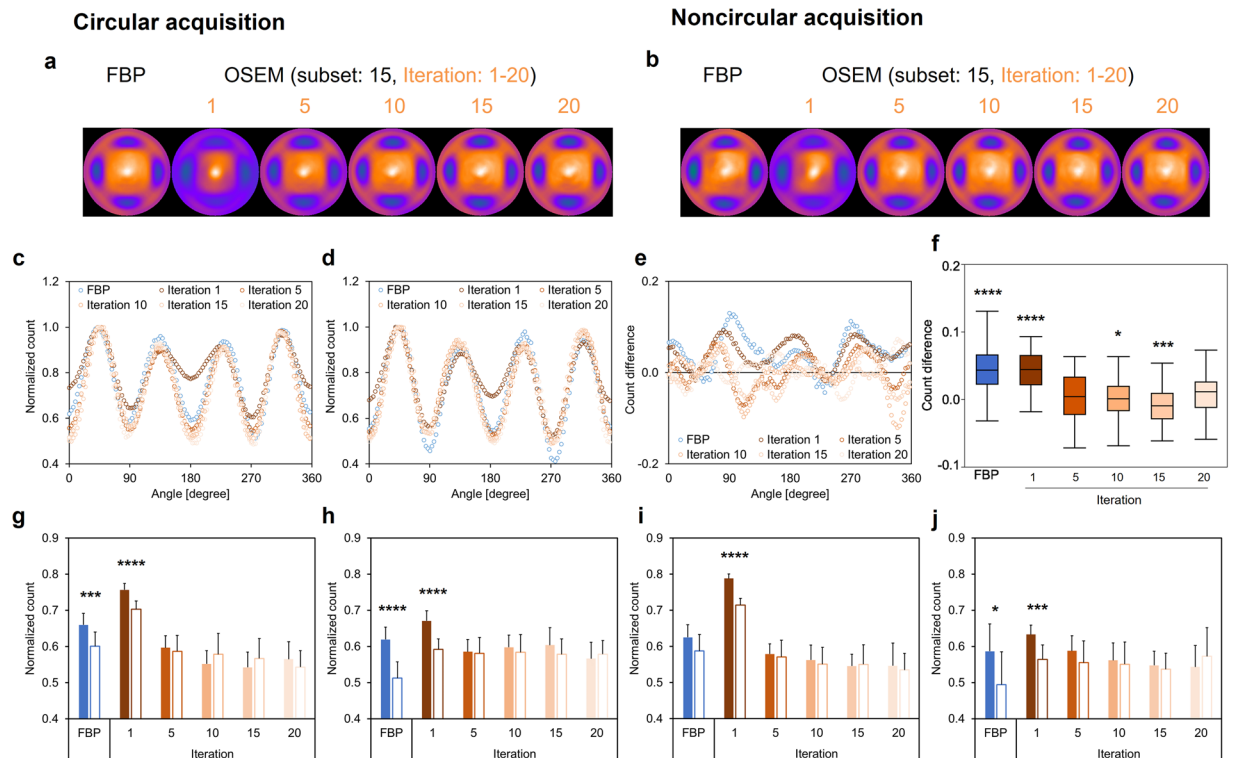 Circular acquisition
Noncircular acquisition
a
FBP
OSEM (subset: 15, Iteration: 1-20)
1 5 10 15 20
b
FBP
OSEM (subset: 15, Iteration: 1-20)
1 5 10 15 20
c
Normalized count
1.2
1.0
0.8
0.6
0.4
FBP Iteration 1 Iteration 5
Iteration 10 Iteration 15 Iteration 20
0 90 180 270 360
Angle [degree]
d
Normalized count
1.2
1.0
0.8
0.6
0.4
FBP Iteration 1 Iteration 5
Iteration 10 Iteration 15 Iteration 20
0 90 180 270 360
Angle [degree]
e
Count difference
0.2
0.0
-0.2
FBP Iteration 1 Iteration 5
Iteration 10 Iteration 15 Iteration 20
0 90 180 270 360
Angle [degree]
f
Count difference
0.2
0.1
0.0
-0.1
**** **** * ***
FBP 1 5 10 15 20
Iteration
g
Normalized count
0.9
0.8
0.7
0.6
0.5
0.4
*** ****
FBP 1 5 10 15 20
Iteration
h
Normalized count
0.9
0.8
0.7
0.6
0.5
0.4
**** ****
FBP 1 5 10 15 20
Iteration
i
Normalized count
0.9
0.8
0.7
0.6
0.5
0.4
****
FBP 1 5 10 15 20
Iteration
j
Normalized count
0.9
0.8
0.7
0.6
0.5
0.4
* ***
FBP 1 5 10 15 20
Iteration